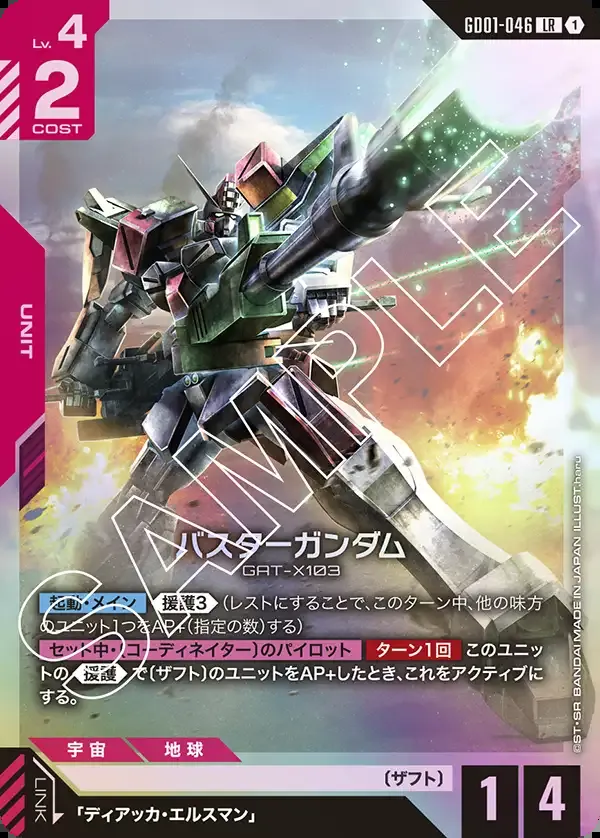 GD01-046 LR 1
Lv. 4
2
COST
UNIT
SAMPLE
バスターガンダム
GAT-X103
起動・メイン 援護3 (レストにすることで、このターン中、他の味方
のユニット1つをAP+(指定の数)する)
セット中・〔コーディネイター〕のパイロット ターン1回 このユニッ
トの 援護 で〔ザフト〕のユニットをAP+したとき、これをアクティブに
する。
宇宙 地球
〔ザフト〕
LINK
「ディアッカ・エルスマン」
1 4
©ST・SR BANDAI MADE IN JAPAN ILLUST.haru